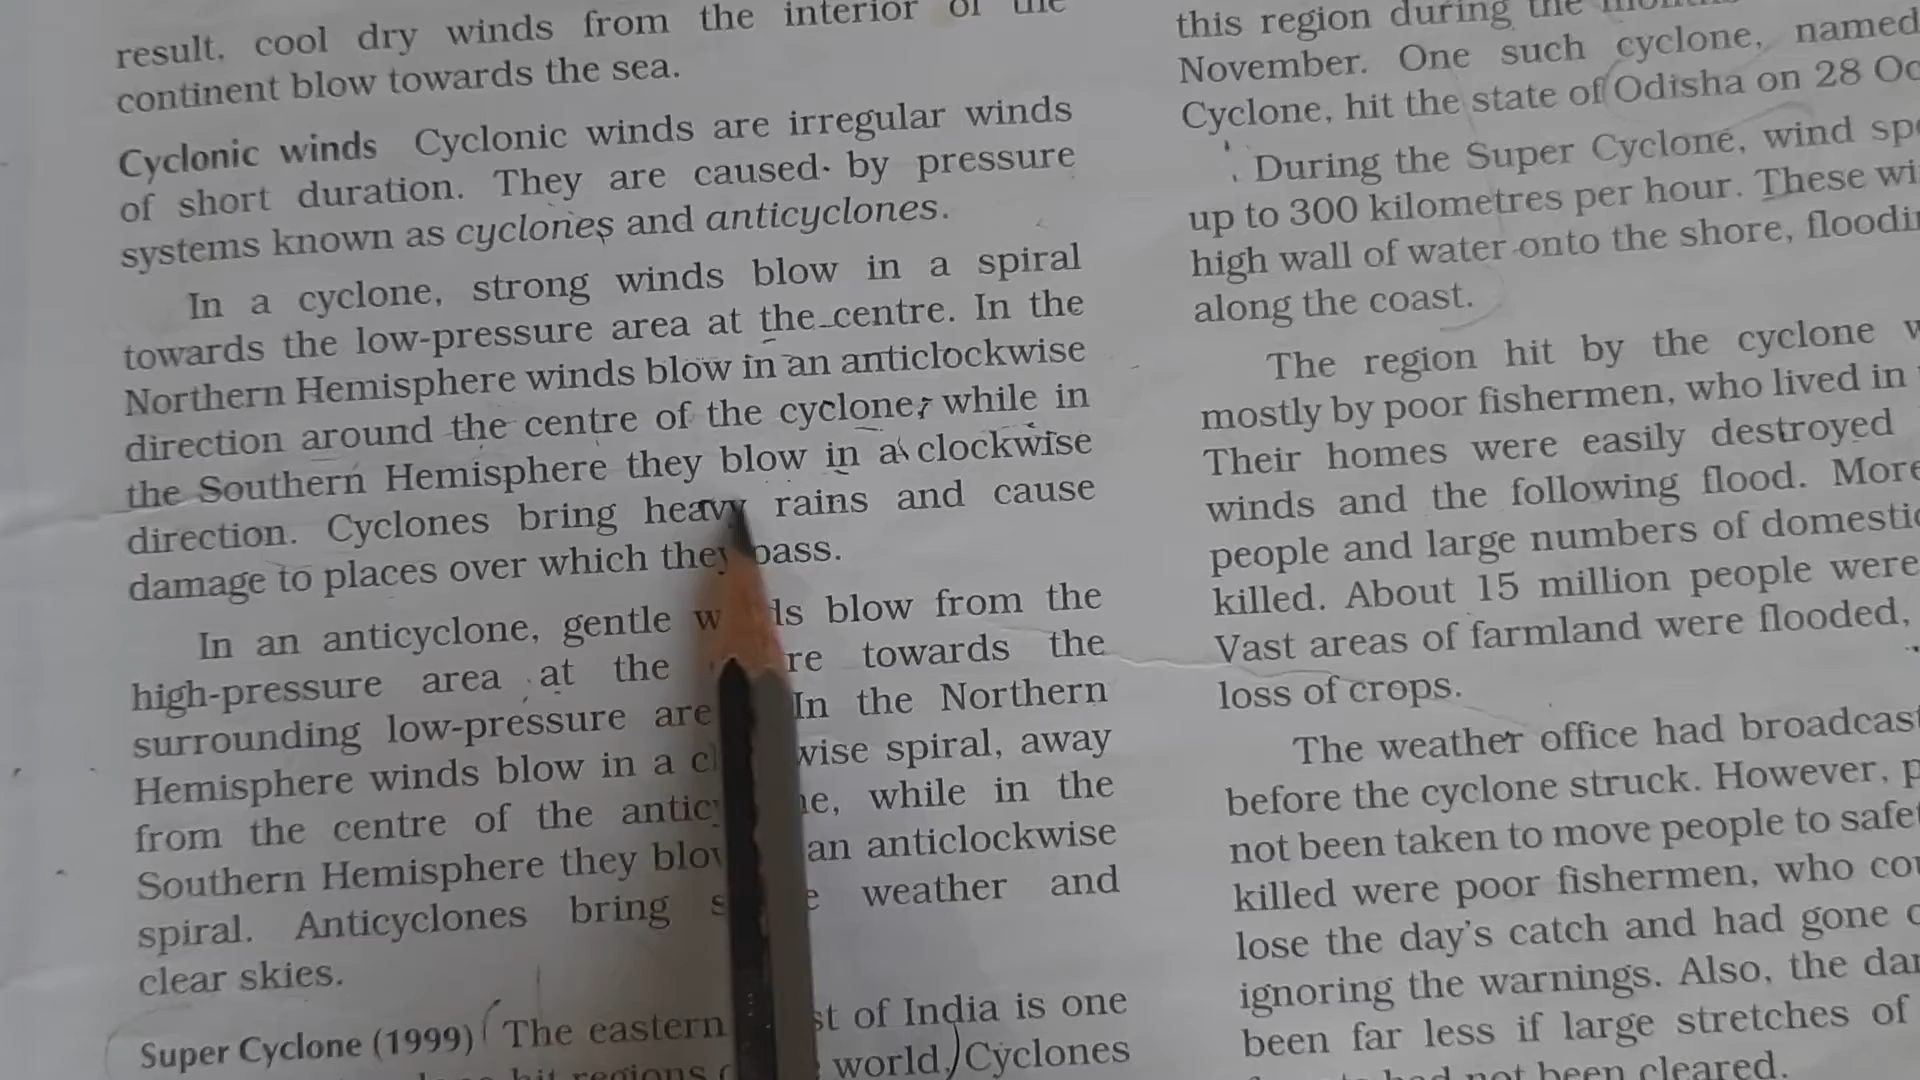 result, cool dry winds from the interior of the
continent blow towards the sea.
Cyclonic winds Cyclonic winds are irregular winds
of short duration. They are caused by pressure
systems known as cyclones and anticyclones.
In a cyclone, strong winds blow in a spiral
towards the low-pressure area at the centre. In the
Northern Hemisphere winds blow in an anticlockwise
direction around the centre of the cyclone, while in
the Southern Hemisphere they blow in a clockwise
direction. Cyclones bring heavy rains and cause
damage to places over which they pass.
In an anticyclone, gentle blow from the
high-pressure area at the towards the
surrounding low-pressure In the Northern
Hemisphere winds blow in a spiral, away
from the centre of the while in the
Southern Hemisphere they an anticlockwise
spiral. Anticyclones bring weather and
clear skies.
Super Cyclone (1999) The eastern of India is one
hit regions world. Cyclones
this region during the
November. One such cyclone, named
Cyclone, hit the state of Odisha on 28
During the Super Cyclone, wind
up to 300 kilometres per hour. These
high wall of water onto the shore,
along the coast.
The region hit by the cyclone
mostly by poor fishermen, who lived in
Their homes were easily destroyed
winds and the following flood. More
people and large numbers of
killed. About 15 million people were
Vast areas of farmland were flooded,
loss of crops.
The weather office had
before the cyclone struck. However,
not been taken to move people to
killed were poor fishermen, who
lose the day's catch and had gone
ignoring the warnings. Also, the
been far less if large stretches of
had not been cleared.